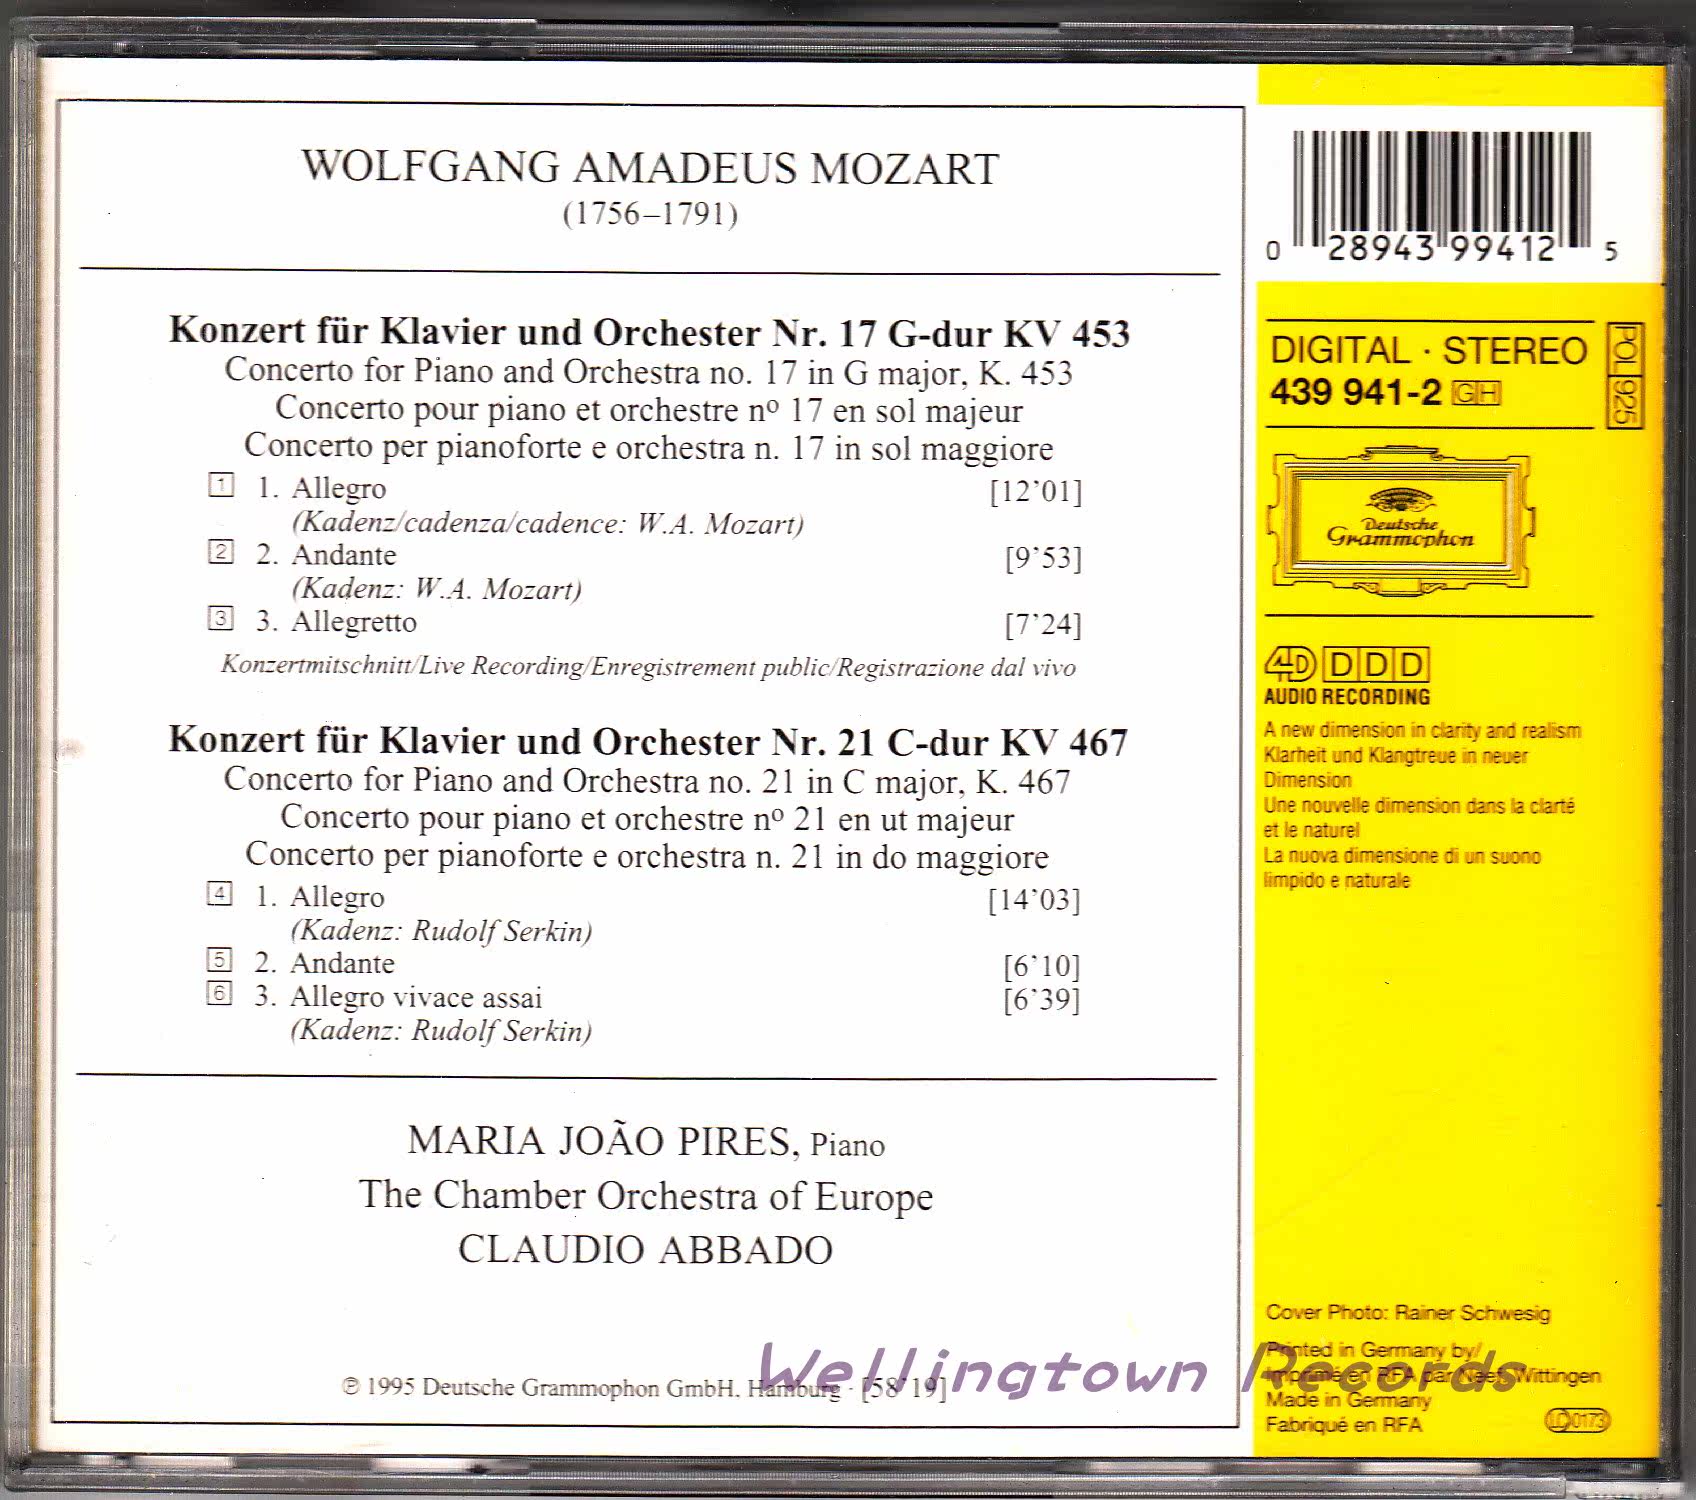 WOLFGANG AMADEUS MOZART
(1756–1791)
Konzert für Klavier und Orchester Nr. 17 G-dur KV 453
Concerto for Piano and Orchestra no. 17 in G major, K. 453
Concerto pour piano et orchestre nº 17 en sol majeur
Concerto per pianoforte e orchestra n. 17 in sol maggiore
1 1. Allegro [12'01]
(Kadenz/cadenza/cadence: W.A. Mozart)
2 2. Andante [9'53]
(Kadenz: W.A. Mozart)
3 3. Allegretto [7'24]
Konzertmitschnitt/Live Recording/Enregistrement public/Registrazione dal vivo
Konzert für Klavier und Orchester Nr. 21 C-dur KV 467
Concerto for Piano and Orchestra no. 21 in C major, K. 467
Concerto pour piano et orchestre nº 21 en ut majeur
Concerto per pianoforte e orchestra n. 21 in do maggiore
4 1. Allegro [14'03]
(Kadenz: Rudolf Serkin)
5 2. Andante [6'10]
6 3. Allegro vivace assai [6'39]
(Kadenz: Rudolf Serkin)
MARIA JOÃO PIRES, Piano
The Chamber Orchestra of Europe
CLAUDIO ABBADO
℗ 1995 Deutsche Grammophon GmbH, Hamburg · [58'19]
Wellingtown Records
0 28943 99412 5
DIGITAL · STEREO
439 941-2 GH
POL 925
Deutsche
Grammophon
4D DDD
AUDIO RECORDING
A new dimension in clarity and realism
Klarheit und Klangtreue in neuer
Dimension
Une nouvelle dimension dans la clarté
et le naturel
La nuova dimensione di un suono
limpido e naturale
Cover Photo: Rainer Schwesig
Printed in Germany by/
Imprimé en RFA par Neef, Wittingen
Made in Germany
Fabriqué en RFA
LC 0173